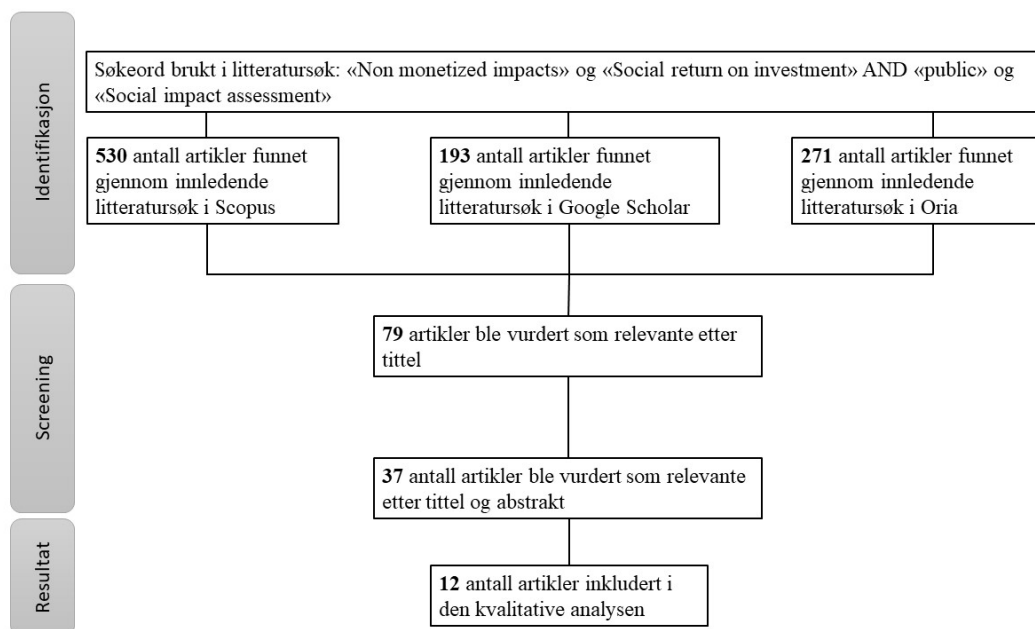 Identifikasjon
Søkeord brukt i litteratursøk: «Non monetized impacts» og «Social return on investment» AND «public» og
«Social impact assessment»
530 antall artikler funnet
gjennom innledende
litteratursøk i Scopus
193 antall artikler funnet
gjennom innledende
litteratursøk i Google Scholar
271 antall artikler funnet
gjennom innledende
litteratursøk i Oria
Screening
79 artikler ble vurdert som relevante etter
tittel
37 antall artikler ble vurdert som relevante
etter tittel og abstrakt
Resultat
12 antall artikler inkludert i
den kvalitative analysen